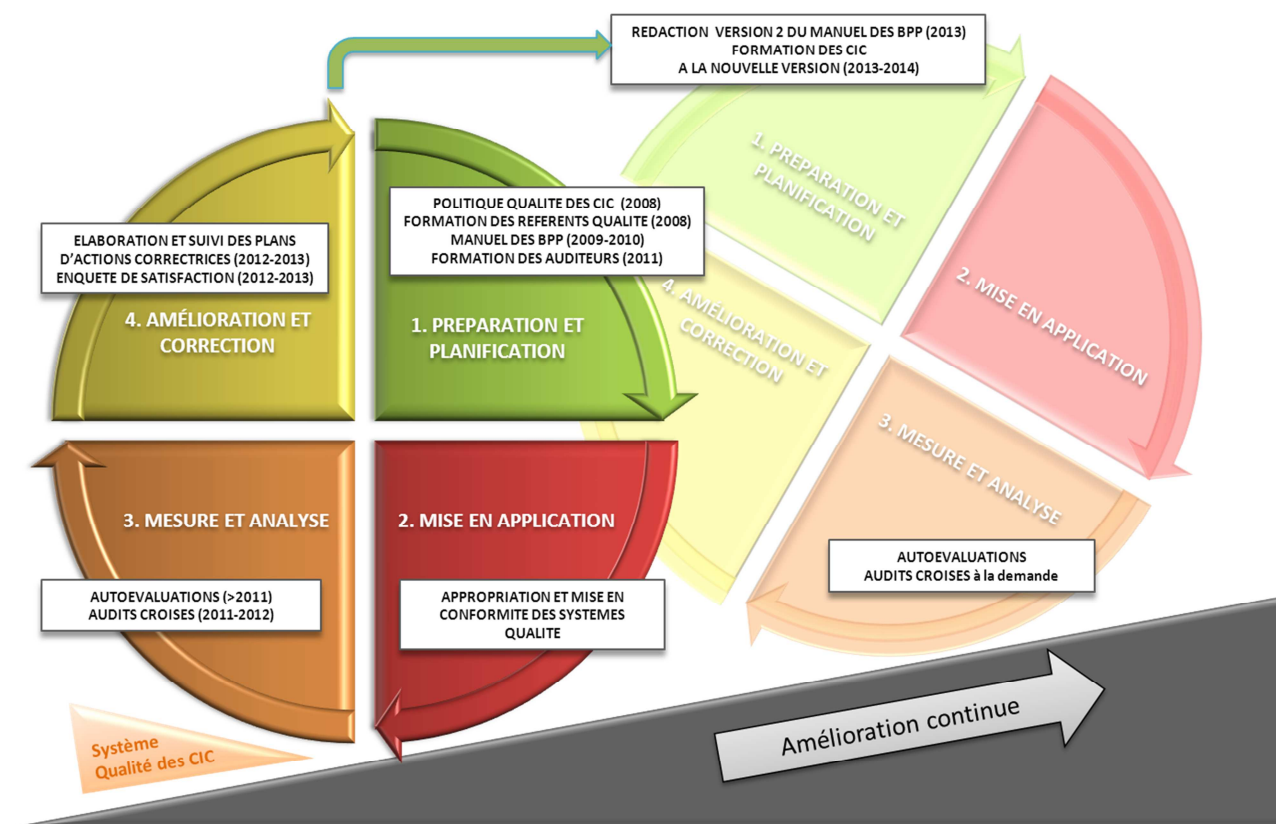 REDACTION VERSION 2 DU MANUEL DES BPP (2013)
FORMATION DES CIC
A LA NOUVELLE VERSION (2013-2014)
POLITIQUE QUALITE DES CIC (2008)
FORMATION DES REFERENTS QUALITE (2008)
MANUEL DES BPP (2009-2010)
FORMATION DES AUDITEURS (2011)
1. PREPARATION ET
PLANIFICATION
ELABORATION ET SUIVI DES PLANS
D'ACTIONS CORRECTRICES (2012-2013)
ENQUETE DE SATISFACTION (2012-2013)
4. AMÉLIORATION ET
CORRECTION
3. MESURE ET ANALYSE
AUTOEVALUATIONS (>2011)
AUDITS CROISES (2011-2012)
2. MISE EN APPLICATION
APPROPRIATION ET MISE EN
CONFORMITE DES SYSTEMES
QUALITE
1. PREPARATION ET
PLANIFICATION
2. MISE EN APPLICATION
4. AMÉLIORATION ET
CORRECTION
3. MESURE ET ANALYSE
AUTOEVALUATIONS
AUDITS CROISES à la demande
Système
Qualité des CIC
Amélioration continue